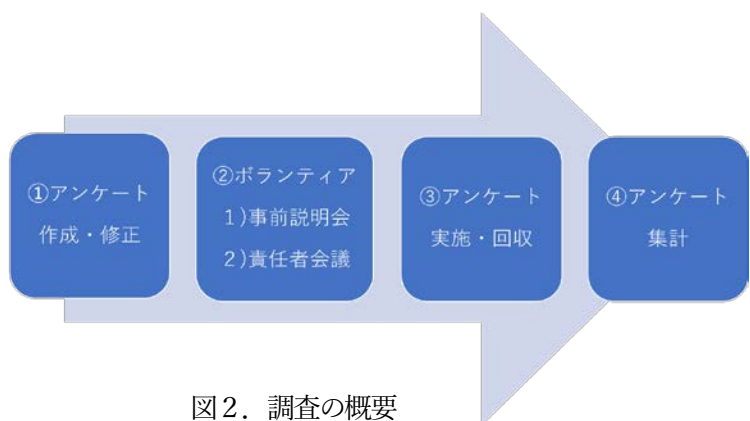 ①アンケート
作成・修正
②ボランティア
1)事前説明会
2)責任者会議
③アンケート
実施・回収
④アンケート
集計
図２．調査の概要